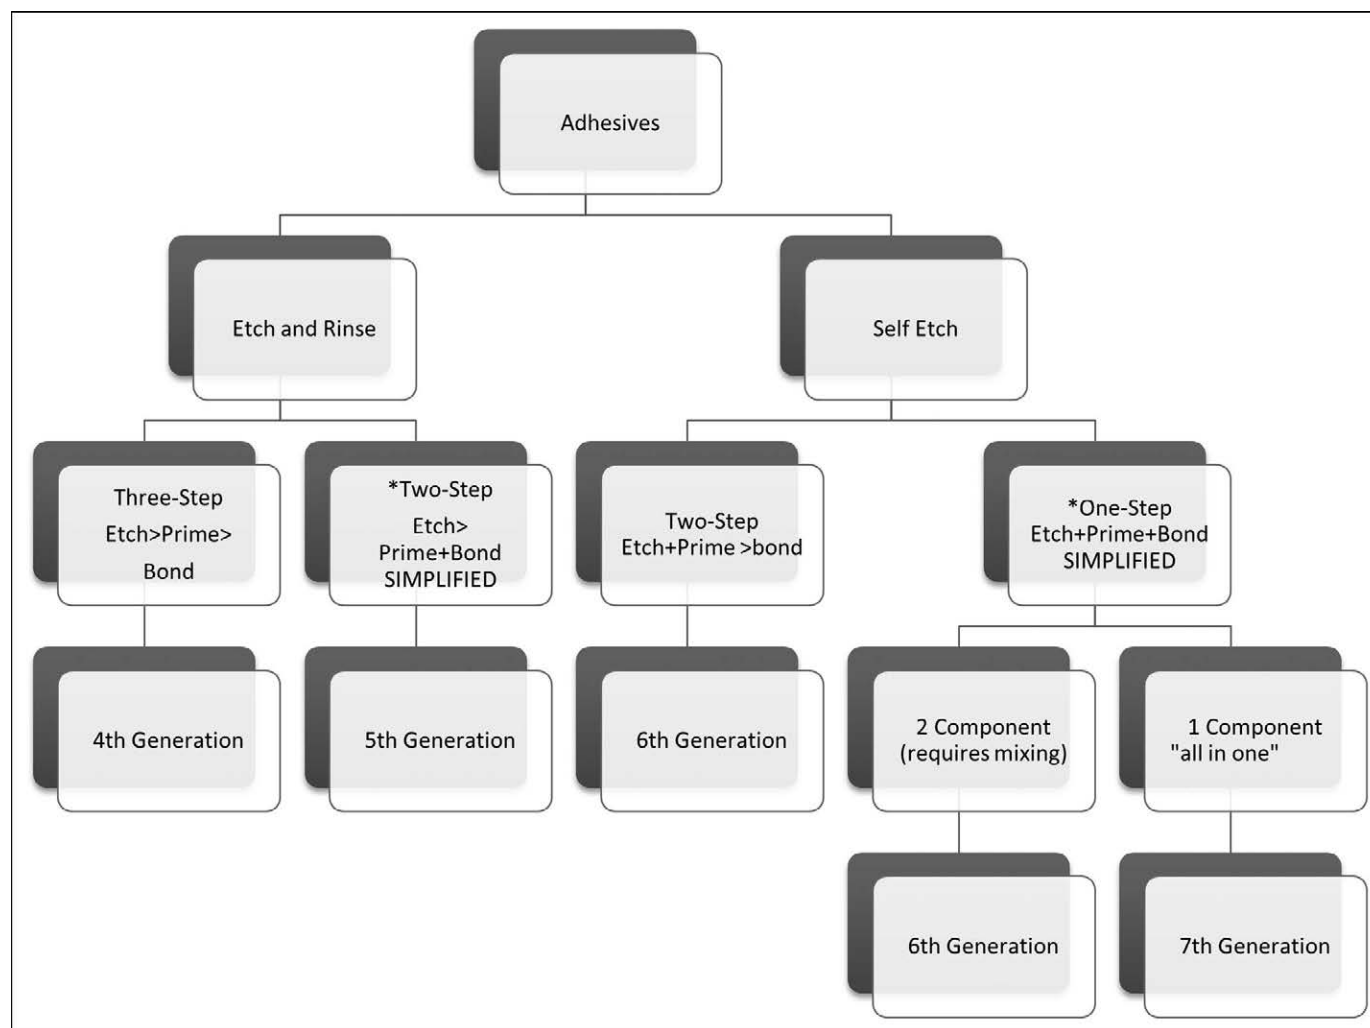 Adhesives
Etch and Rinse
Self Etch
Three-Step
Etch>Prime>
Bond
*Two-Step
Etch>
Prime+Bond
SIMPLIFIED
Two-Step
Etch+Prime >bond
*One-Step
Etch+Prime+Bond
SIMPLIFIED
4th Generation
5th Generation
6th Generation
2 Component
(requires mixing)
1 Component
"all in one"
6th Generation
7th Generation